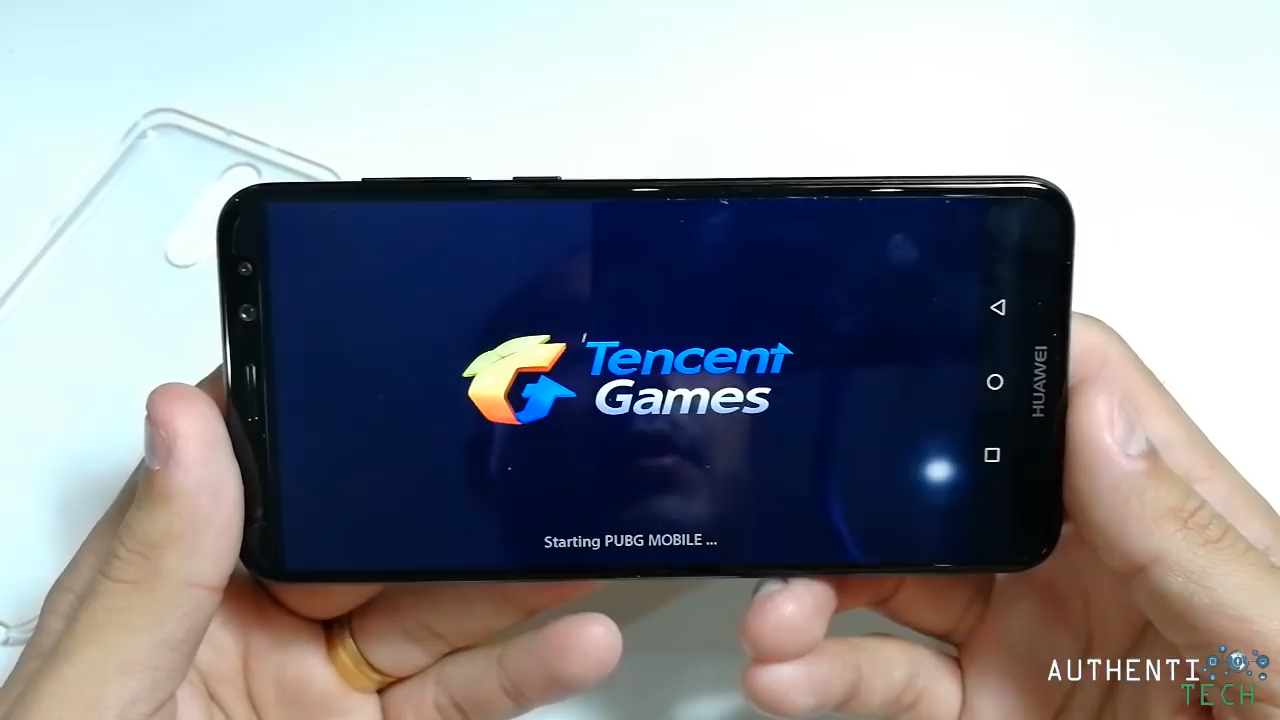 Tencent
Games
Starting PUBG MOBILE ...
HUAWEI
AUTHENTI
TECH